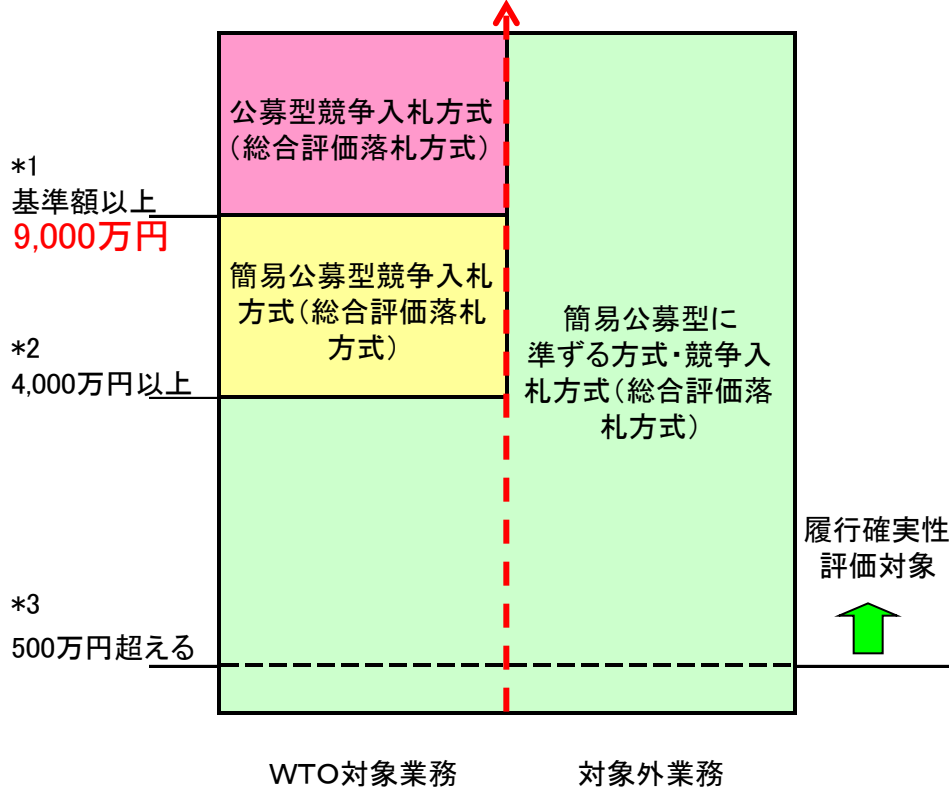 公募型競争入札方式
（総合評価落札方式）
*1
基準額以上
9,000万円
簡易公募型競争入札
方式（総合評価落札
方式）
*2
4,000万円以上
簡易公募型に
準ずる方式・競争入
札方式（総合評価落
札方式）
履行確実性
評価対象
*3
500万円超える
WTO対象業務
対象外業務